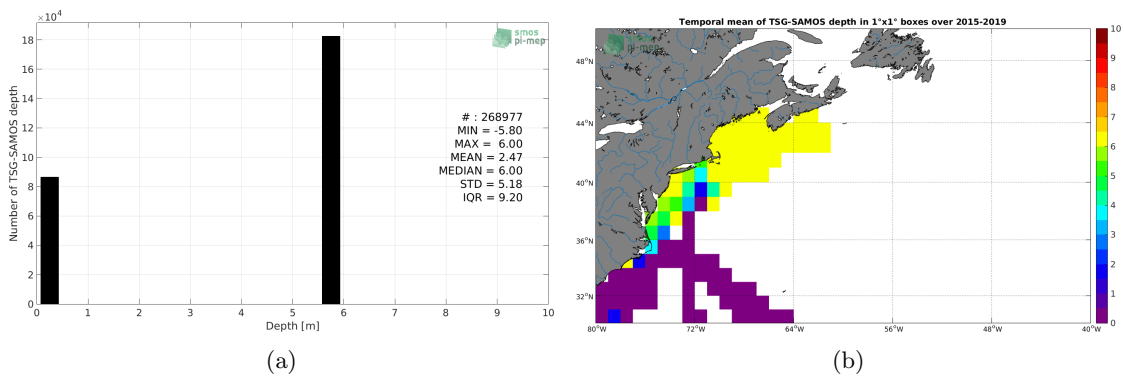 ×10⁴
18
16
14
12
10
8
6
4
2
0
Number of TSG-SAMOS depth
smos
pi-mep
# : 268977
MIN = -5.80
MAX = 6.00
MEAN = 2.47
MEDIAN = 6.00
STD = 5.18
IQR = 9.20
0 1 2 3 4 5 6 7 8 9 10
Depth [m]
(a)
Temporal mean of TSG-SAMOS depth in 1°x1° boxes over 2015-2019
smos
pi-mep
48°N
44°N
40°N
36°N
32°N
80°W 72°W 64°W 56°W 48°W 40°W
10
9
8
7
6
5
4
3
2
1
0
(b)